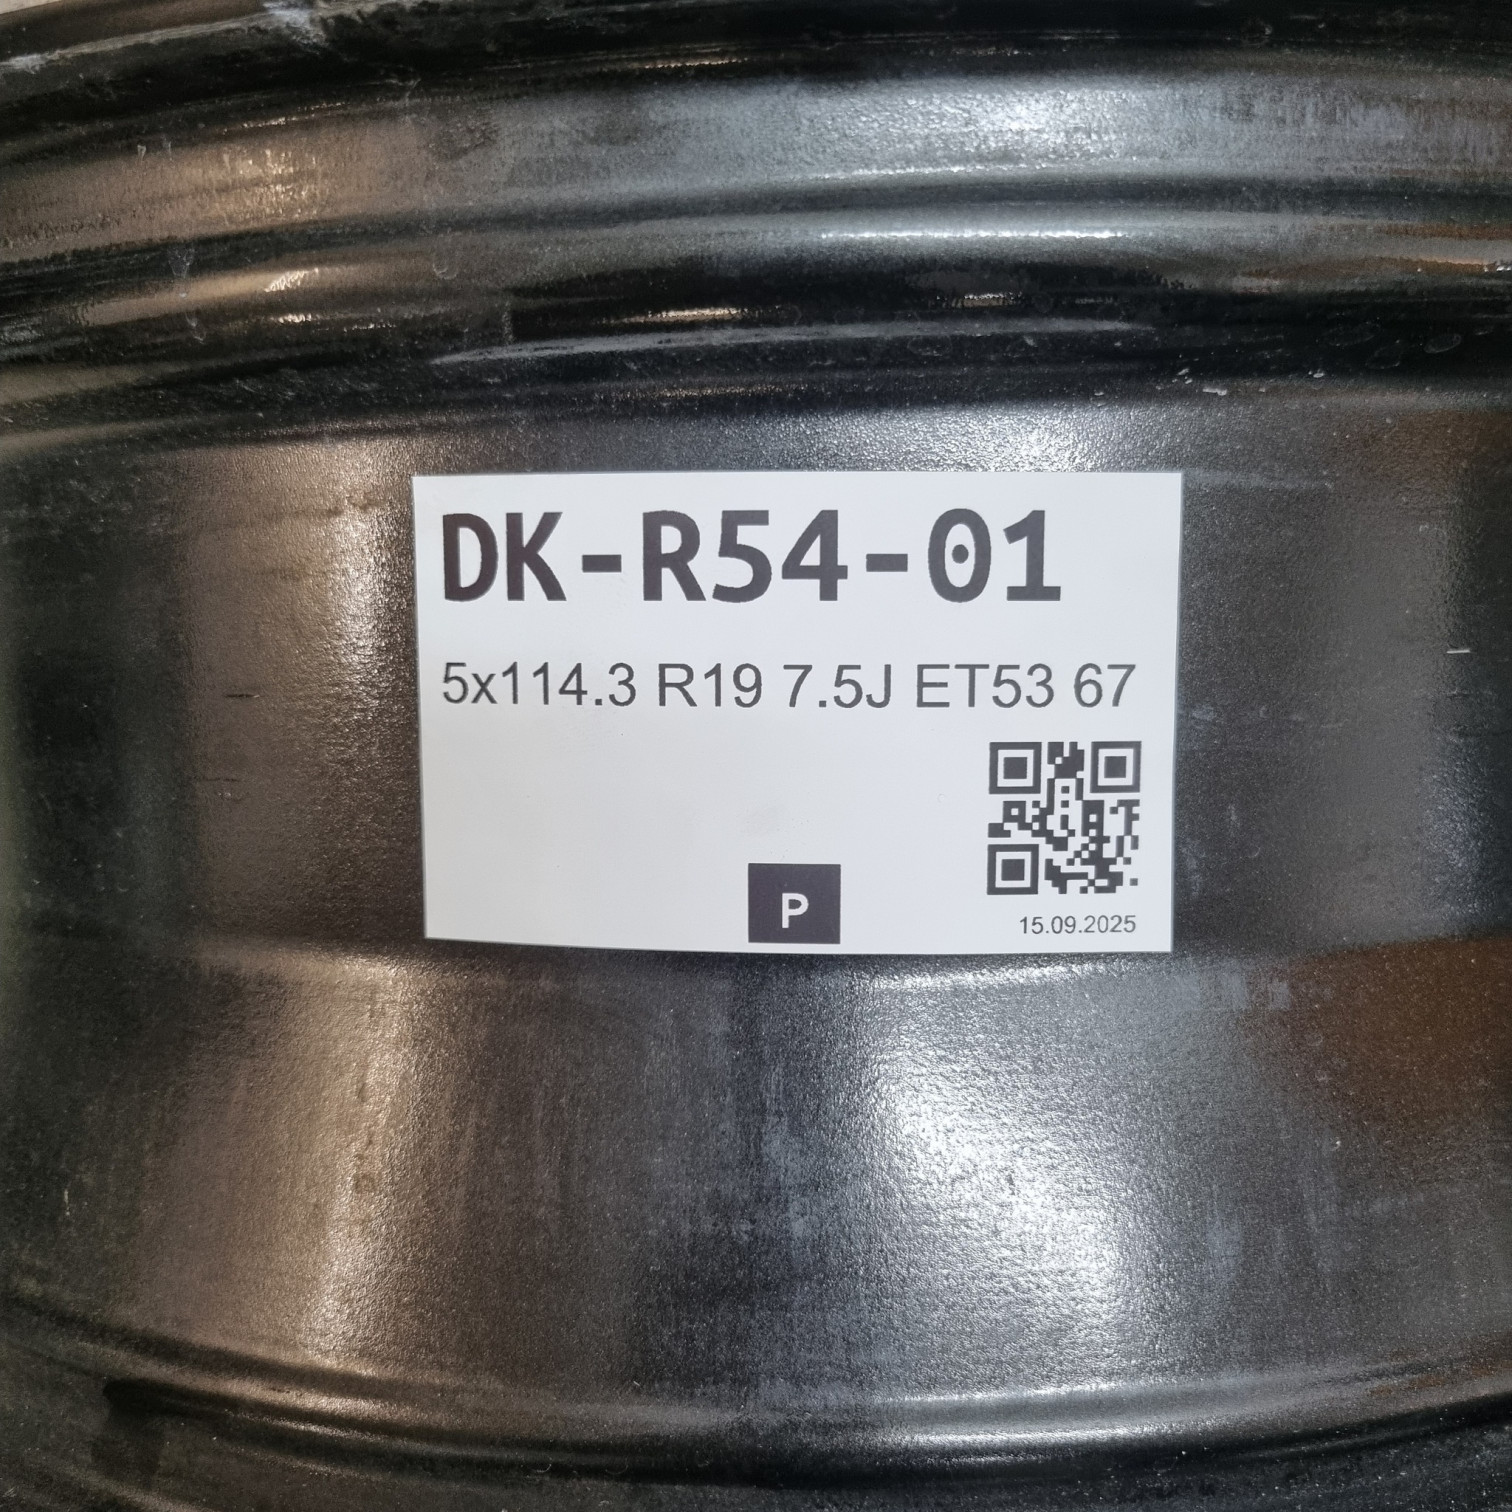 DK-R54-01
5x114.3 R19 7.5J ET53 67
P
15.09.2025